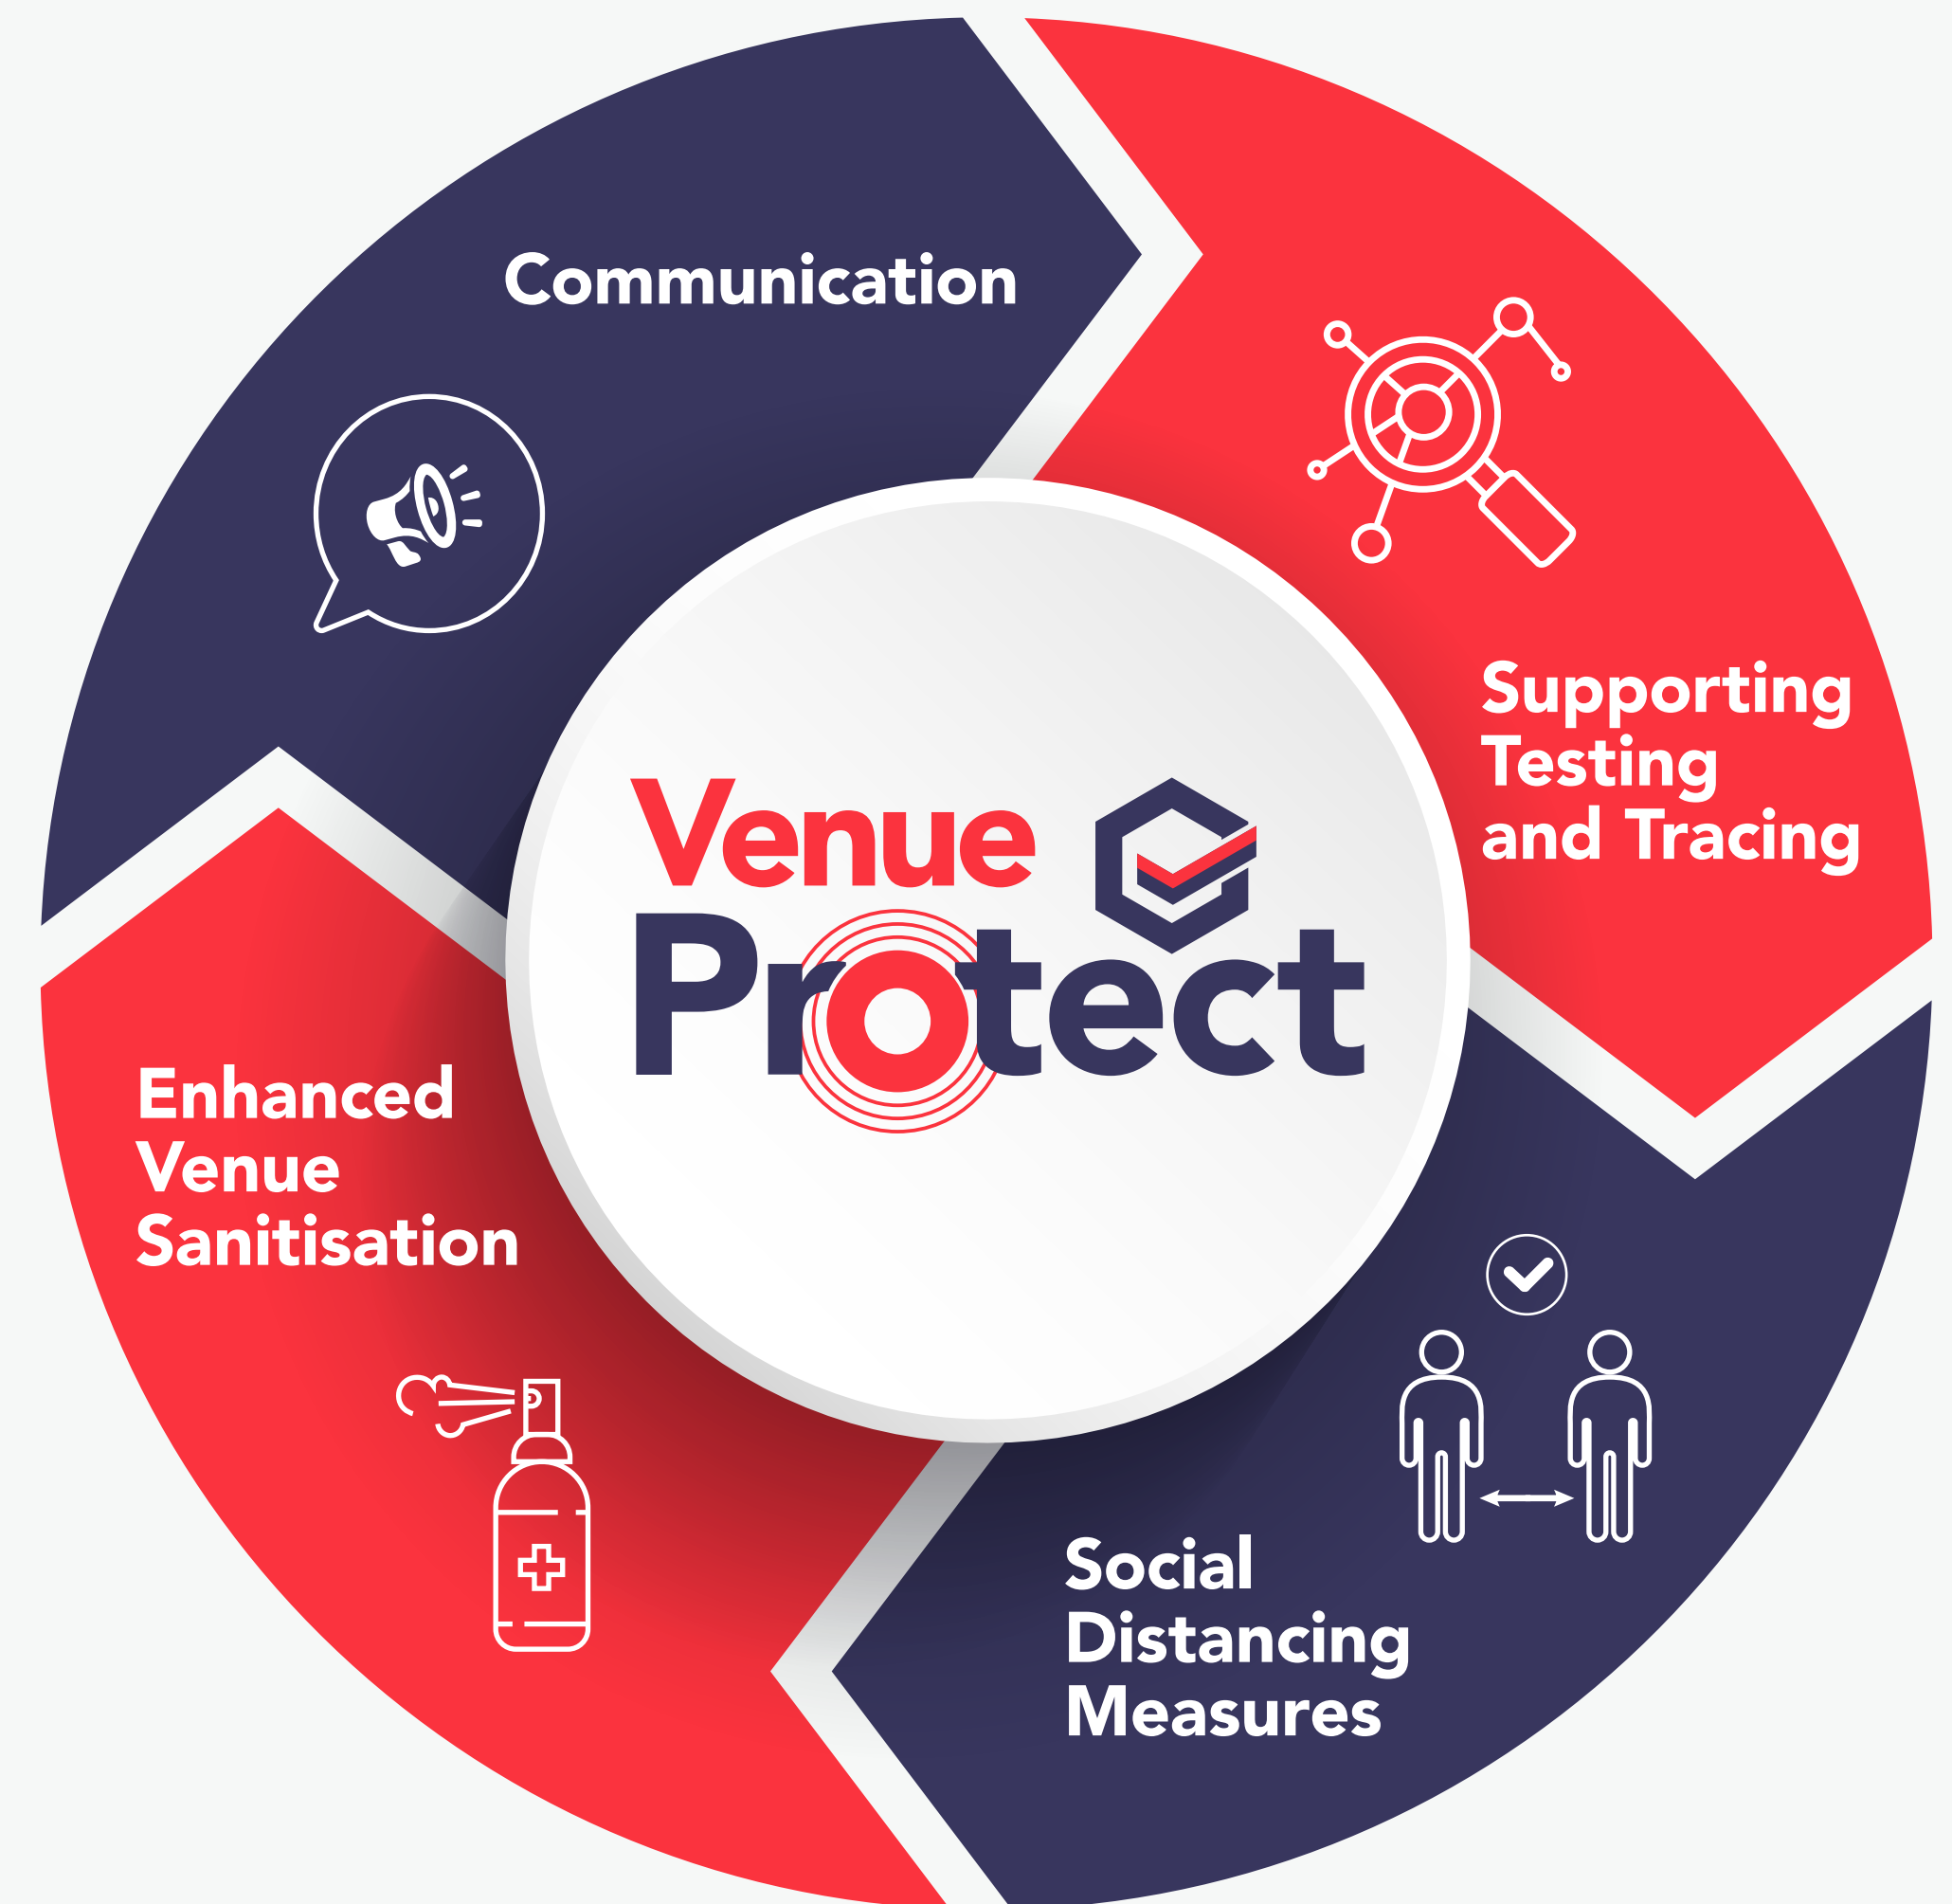 Communication
Supporting
Testing
and Tracing
Venue
Protect
Enhanced
Venue
Sanitisation
Social
Distancing
Measures